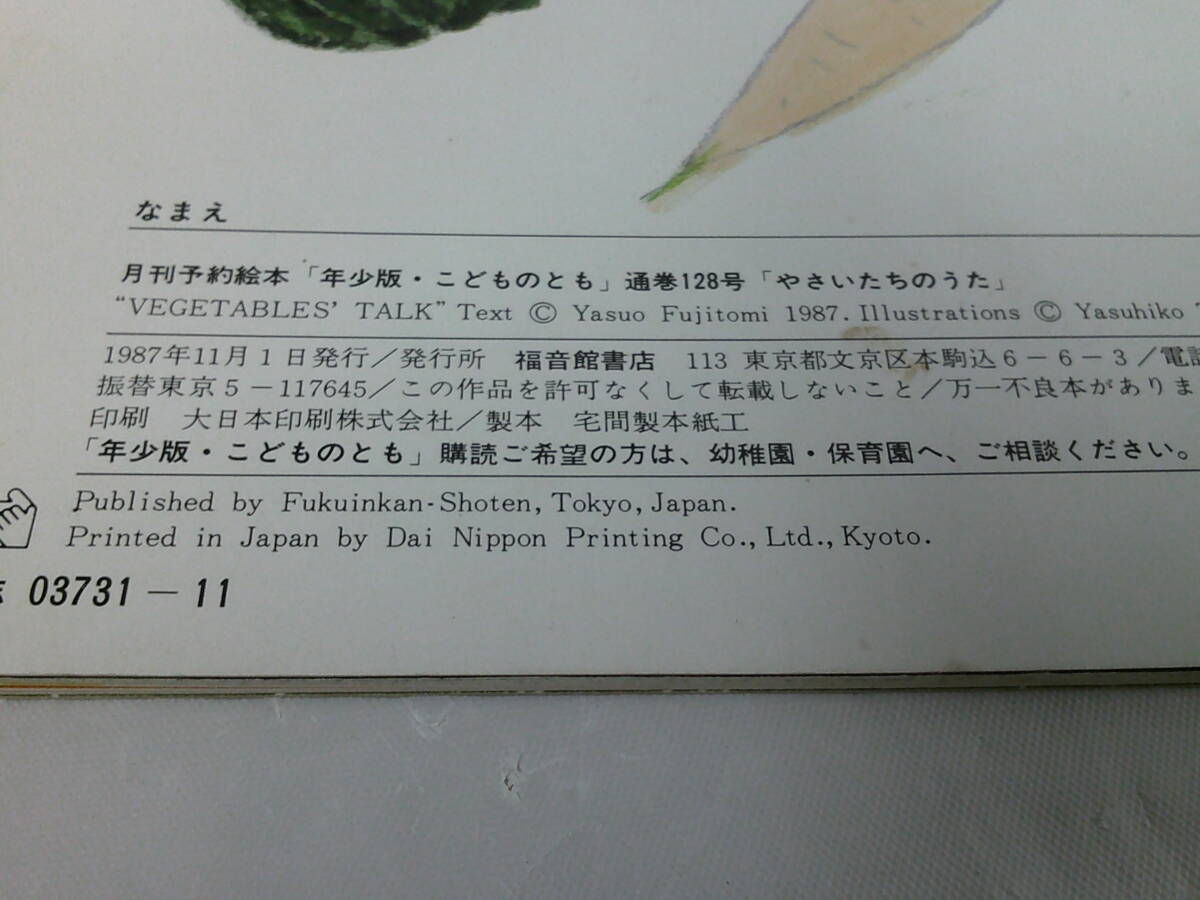 なまえ
月刊予約絵本「年少版・こどものとも」通巻128号「やさいたちのうた」
“VEGETABLES' TALK” Text © Yasuo Fujitomi 1987. Illustrations © Yasuhiko
1987年11月1日発行／発行所 福音館書店 113 東京都文京区本駒込6－6－3／電話
振替東京5－117645／この作品を許可なくして転載しないこと／万一不良本がありま
印刷 大日本印刷株式会社／製本 宅間製本紙工
「年少版・こどものとも」購読ご希望の方は、幼稚園・保育園へ、ご相談ください。
Published by Fukuinkan-Shoten, Tokyo, Japan.
Printed in Japan by Dai Nippon Printing Co., Ltd., Kyoto.
03731－11